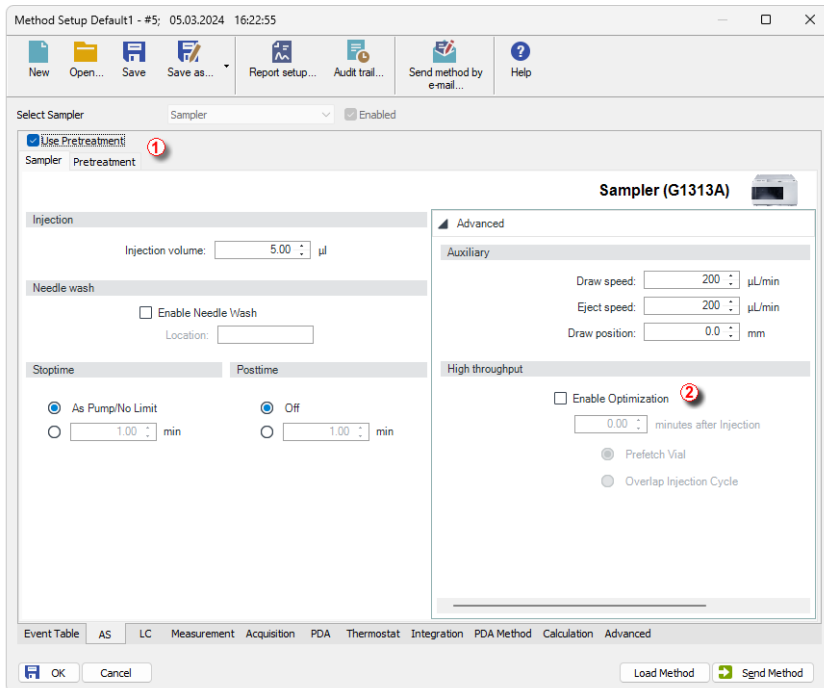 Method Setup Default1 - #5; 05.03.2024 16:22:55
New Open... Save Save as... Report setup... Audit trail... Send method by e-mail... Help
Select Sampler Sampler Enabled
Use Pretreatment 1
Sampler Pretreatment
Sampler (G1313A)
Injection
Injection volume: 5.00 µl
Needle wash
Enable Needle Wash
Location:
Stoptime Posttime
As Pump/No Limit Off
1.00 min 1.00 min
Advanced
Auxiliary
Draw speed: 200 µL/min
Eject speed: 200 µL/min
Draw position: 0.0 mm
High throughput
Enable Optimization 2
0.00 minutes after Injection
Prefetch Vial
Overlap Injection Cycle
Event Table AS LC Measurement Acquisition PDA Thermostat Integration PDA Method Calculation Advanced
OK Cancel Load Method Send Method